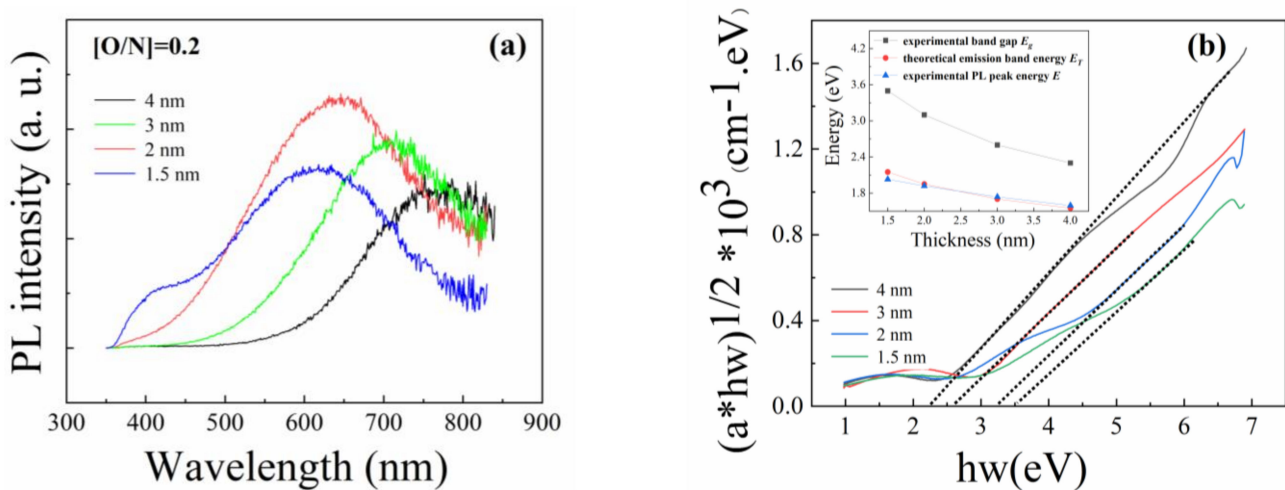 [O/N]=0.2
(a)
4 nm
3 nm
2 nm
1.5 nm
PL intensity (a. u.)
300 400 500 600 700 800 900
Wavelength (nm)
(b)
experimental band gap Eg
theoretical emission band energy ET
experimental PL peak energy E
4.2
3.6
3.0
2.4
1.8
Energy (eV)
1.5 2.0 2.5 3.0 3.5 4.0
Thickness (nm)
4 nm
3 nm
2 nm
1.5 nm
1.6
1.2
0.8
0.4
0.0
(a*hw)1/2 *10³ (cm-1.eV)
1 2 3 4 5 6 7
hw(eV)